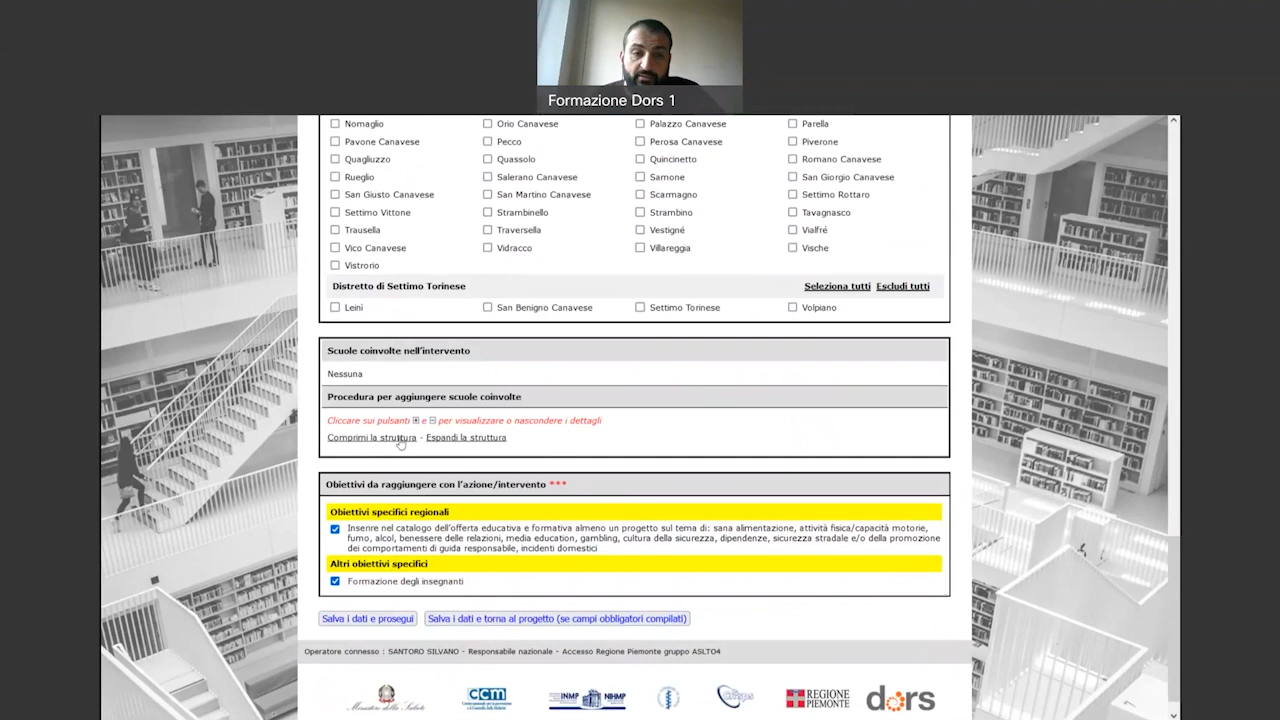 Formazione Dors 1
Nomaglio Orio Canavese Palazzo Canavese Parella
Pavone Canavese Pecco Perosa Canavese Piverone
Quagliuzzo Quassolo Quincinetto Romano Canavese
Rueglio Salerano Canavese Samone San Giorgio Canavese
San Giusto Canavese San Martino Canavese Scarmagno Settimo Rottaro
Settimo Vittone Strambinello Strambino Tavagnasco
Trausella Traversella Vestigné Vialfré
Vico Canavese Vidracco Villareggia Vische
Vistrorio
Distretto di Settimo Torinese Seleziona tutti Escludi tutti
Leinì San Benigno Canavese Settimo Torinese Volpiano
Scuole coinvolte nell'intervento
Nessuna
Procedura per aggiungere scuole coinvolte
Cliccare sui pulsanti + e - per visualizzare o nascondere i dettagli
Comprimi la struttura - Espandi la struttura
Obiettivi da raggiungere con l'azione/intervento ***
Obiettivi specifici regionali
Inserire nel catalogo dell'offerta educativa e formativa almeno un progetto sul tema di: sana alimentazione, attività fisica/capacità motorie,
fumo, alcol, benessere delle relazioni, media education, gambling, cultura della sicurezza, dipendenze, sicurezza stradale e/o della promozione
dei comportamenti di guida responsabile, incidenti domestici
Altri obiettivi specifici
Formazione degli insegnanti
Salva i dati e prosegui Salva i dati e torna al progetto (se campi obbligatori compilati)
Operatore connesso : SANTORO SILVANO - Responsabile nazionale - Accesso Regione Piemonte gruppo ASLTO4
Ministero della Salute ccm INMP NIHMP REGIONE PIEMONTE dors